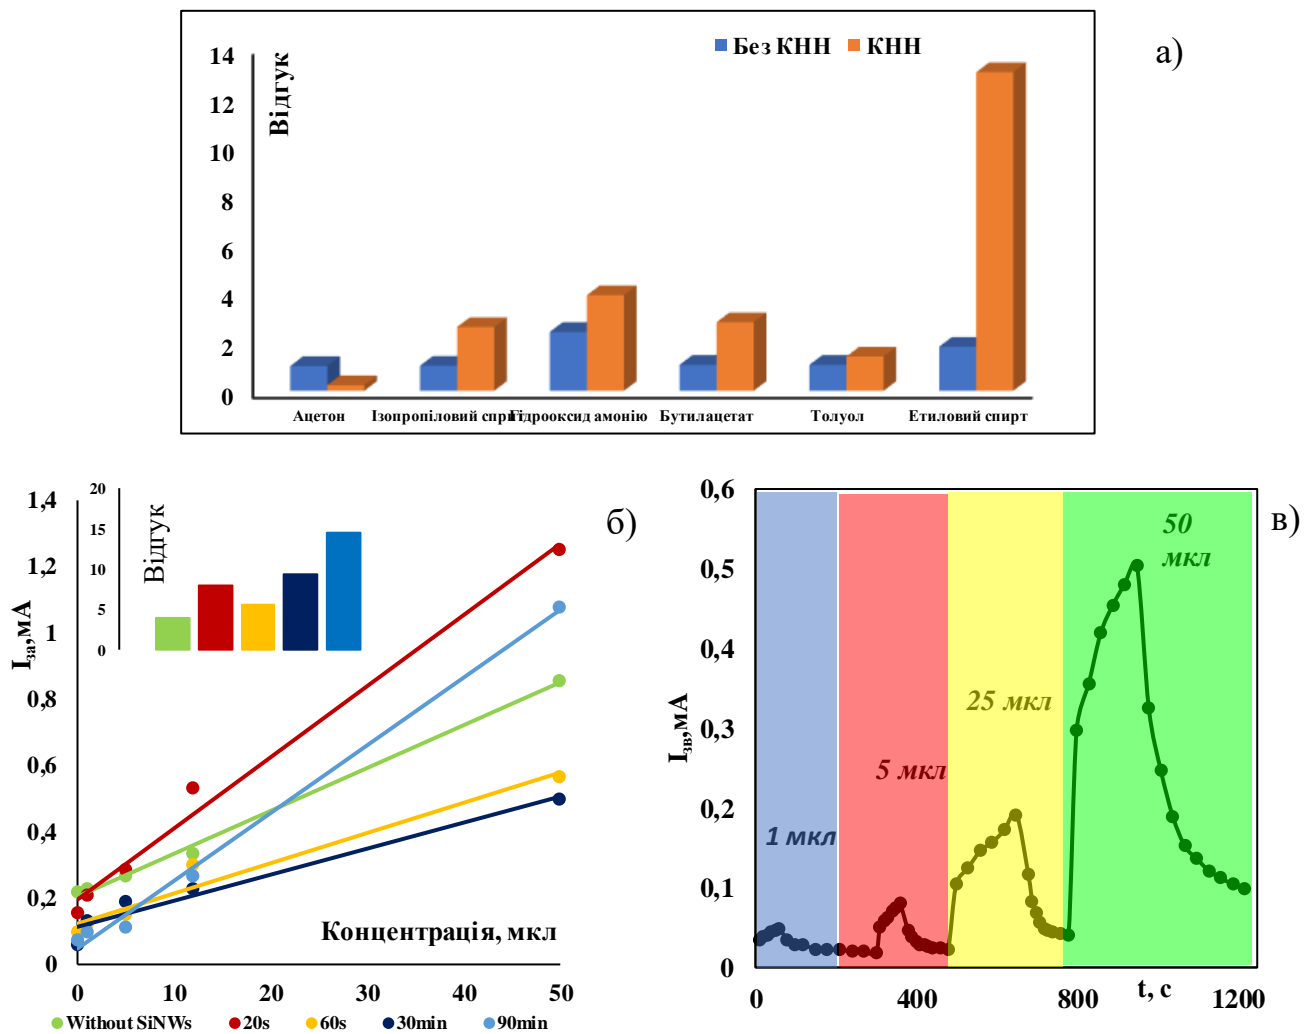 а)
Без КНН КНН
Відгук
14
12
10
8
6
4
2
0
Ацетон Ізопропіловий спирт Гідрооксид амонію Бутилацетат Толуол Етиловий спирт
б)
Iза,мА
1,4
1,2
1
0,8
0,6
0,4
0,2
0
Відгук
20
15
10
5
0
Концентрація, мкл
0 10 20 30 40 50
Without SiNWs 20s 60s 30min 90min
в)
Iзв,мА
0,6
0,5
0,4
0,3
0,2
0,1
0
1 мкл
5 мкл
25 мкл
50
мкл
t, с
0 400 800 1200